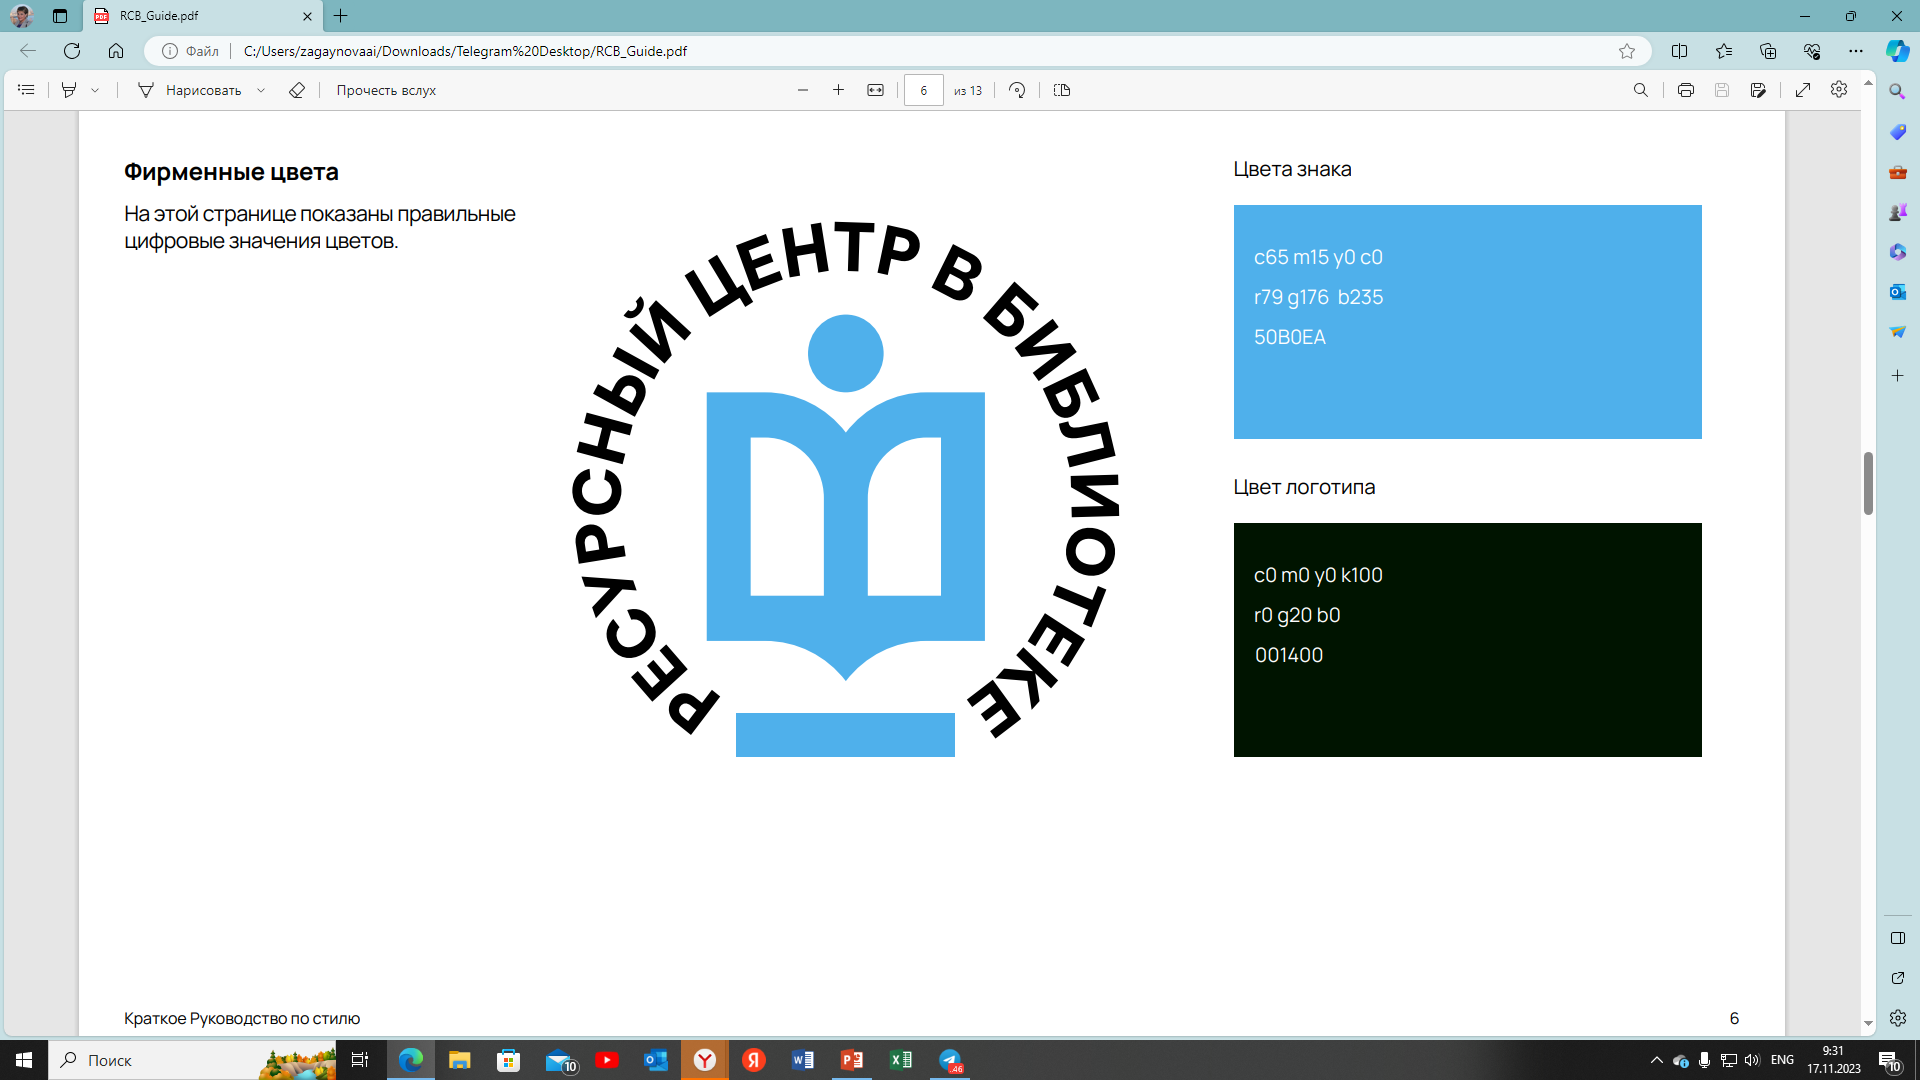 RCB_Guide.pdf
Файл
C:/Users/zagaynovaai/Downloads/Telegram%20Desktop/RCB_Guide.pdf
Нарисовать
Прочесть вслух
6
из 13
Фирменные цвета
На этой странице показаны правильные
цифровые значения цветов.
РЕСУРСНЫЙ ЦЕНТР В БИБЛИОТЕКЕ
Цвета знака
c65 m15 y0 c0
r79 g176 b235
50B0EA
Цвет логотипа
c0 m0 y0 k100
r0 g20 b0
001400
Краткое Руководство по стилю
6
Поиск
10
46
ENG
9:31
17.11.2023
10